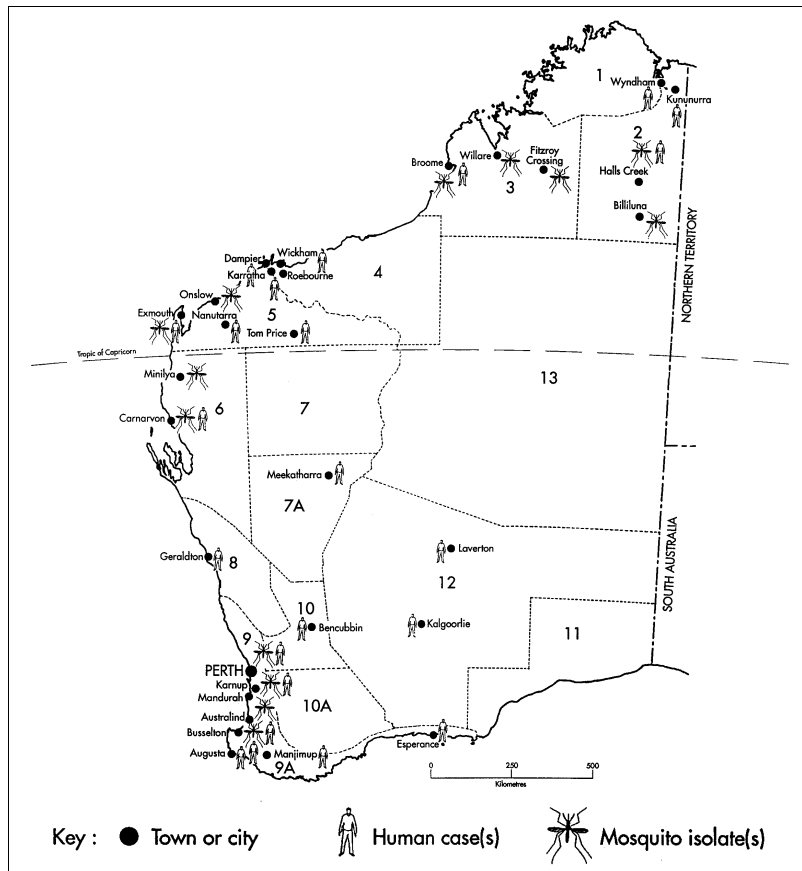 1
Wyndham
Kununurra
2
Willare
Fitzroy
Crossing
Broome
3
Halls Creek
Billiluna
NORTHERN TERRITORY
Wickham
Dampier
Karratha
Roebourne
4
Onslow
5
Exmouth
Nanutarra
Tom Price
Tropic of Capricorn
Minilya
13
6
7
Carnarvon
Meekatharra
7A
SOUTH AUSTRALIA
Geraldton
8
Laverton
12
10
Bencubbin
Kalgoorlie
11
9
PERTH
Karnup
Mandurah
10A
Australind
Busselton
Esperance
Augusta
Manjimup
9A
0
250
500
Kilometres
Key :
Town or city
Human case(s)
Mosquito isolate(s)